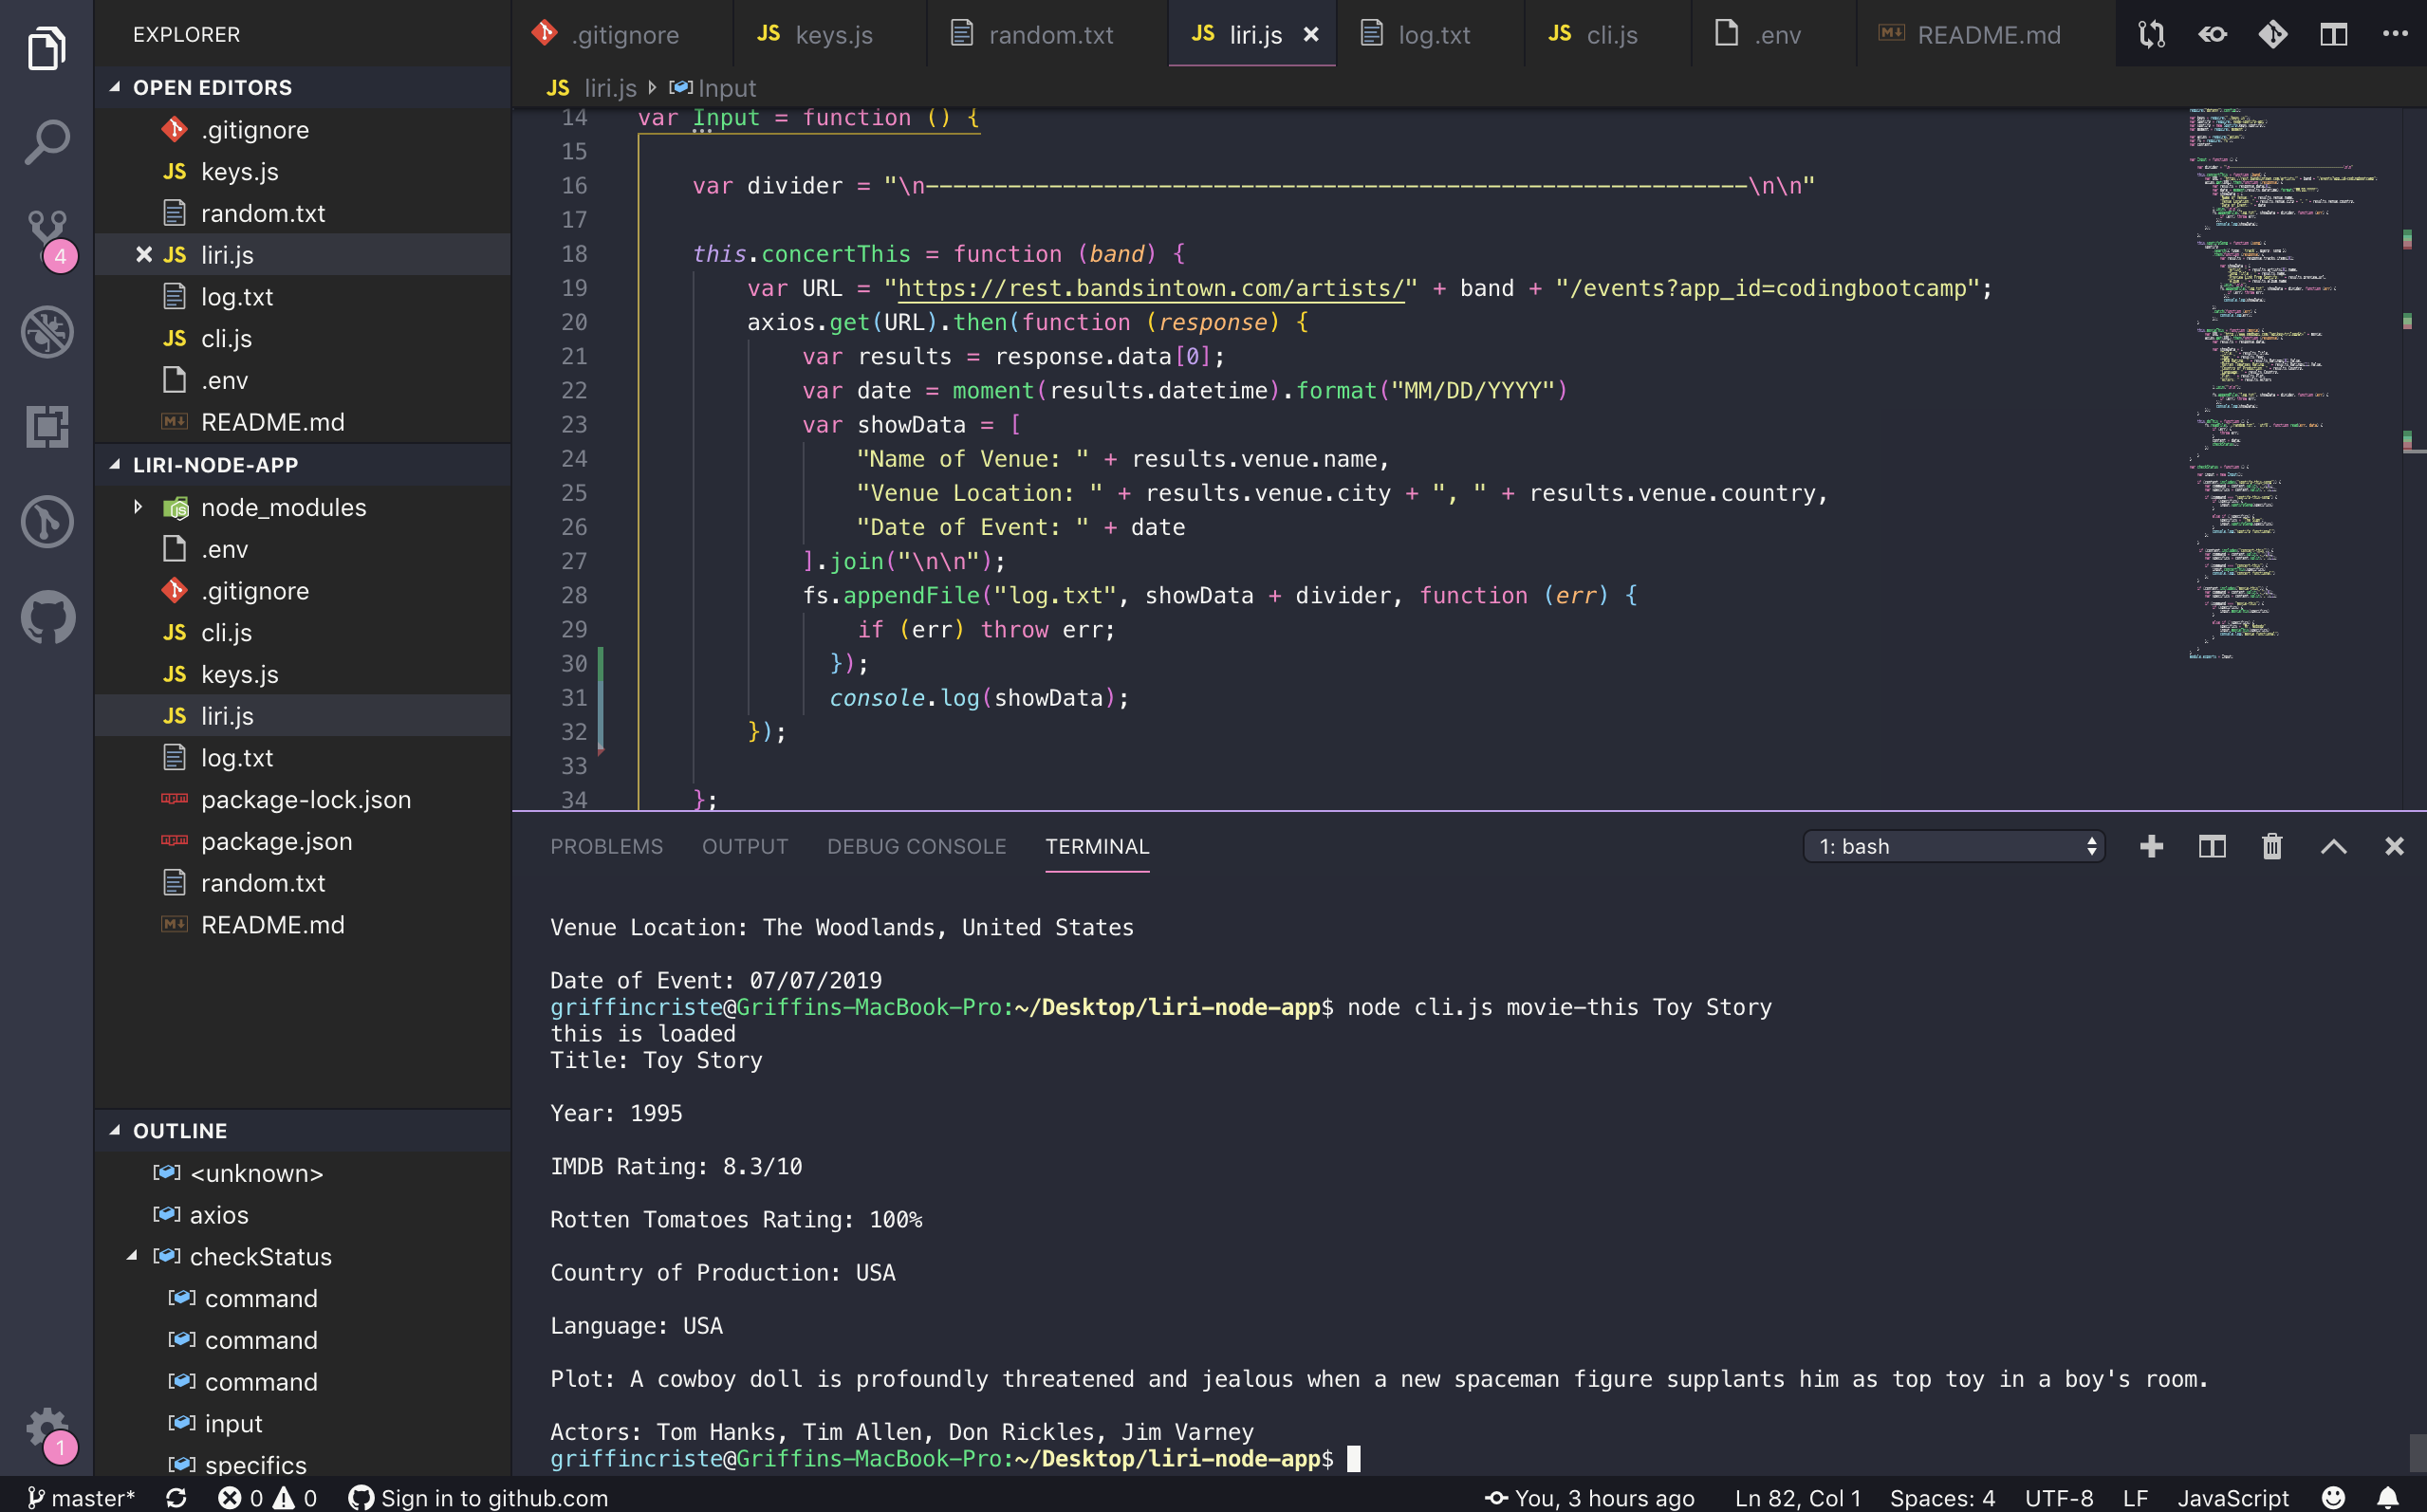 EXPLORER
OPEN EDITORS
.gitignore
JS keys.js
random.txt
JS liri.js
log.txt
JS cli.js
.env
README.md
LIRI-NODE-APP
node_modules
.env
.gitignore
JS cli.js
JS keys.js
JS liri.js
log.txt
package-lock.json
package.json
random.txt
README.md
OUTLINE
<unknown>
axios
checkStatus
command
command
command
input
specifics
4
1
.gitignore
JS keys.js
random.txt
JS liri.js
log.txt
JS cli.js
.env
README.md
JS liri.js Input
14 var Input = function () {
15
16 var divider = "\n------------------------------------------------------------\n\n"
17
18 this.concertThis = function (band) {
19 var URL = "https://rest.bandsintown.com/artists/" + band + "/events?app_id=codingbootcamp";
20 axios.get(URL).then(function (response) {
21 var results = response.data[0];
22 var date = moment(results.datetime).format("MM/DD/YYYY")
23 var showData = [
24 "Name of Venue: " + results.venue.name,
25 "Venue Location: " + results.venue.city + ", " + results.venue.country,
26 "Date of Event: " + date
27 ].join("\n\n");
28 fs.appendFile("log.txt", showData + divider, function (err) {
29 if (err) throw err;
30 });
31 console.log(showData);
32 });
33
34 };
PROBLEMS OUTPUT DEBUG CONSOLE TERMINAL 1: bash
Venue Location: The Woodlands, United States
Date of Event: 07/07/2019
griffincriste@Griffins-MacBook-Pro:~/Desktop/liri-node-app$ node cli.js movie-this Toy Story
this is loaded
Title: Toy Story
Year: 1995
IMDB Rating: 8.3/10
Rotten Tomatoes Rating: 100%
Country of Production: USA
Language: USA
Plot: A cowboy doll is profoundly threatened and jealous when a new spaceman figure supplants him as top toy in a boy's room.
Actors: Tom Hanks, Tim Allen, Don Rickles, Jim Varney
griffincriste@Griffins-MacBook-Pro:~/Desktop/liri-node-app$
master* 0 0 Sign in to github.com You, 3 hours ago Ln 82, Col 1 Spaces: 4 UTF-8 LF JavaScript